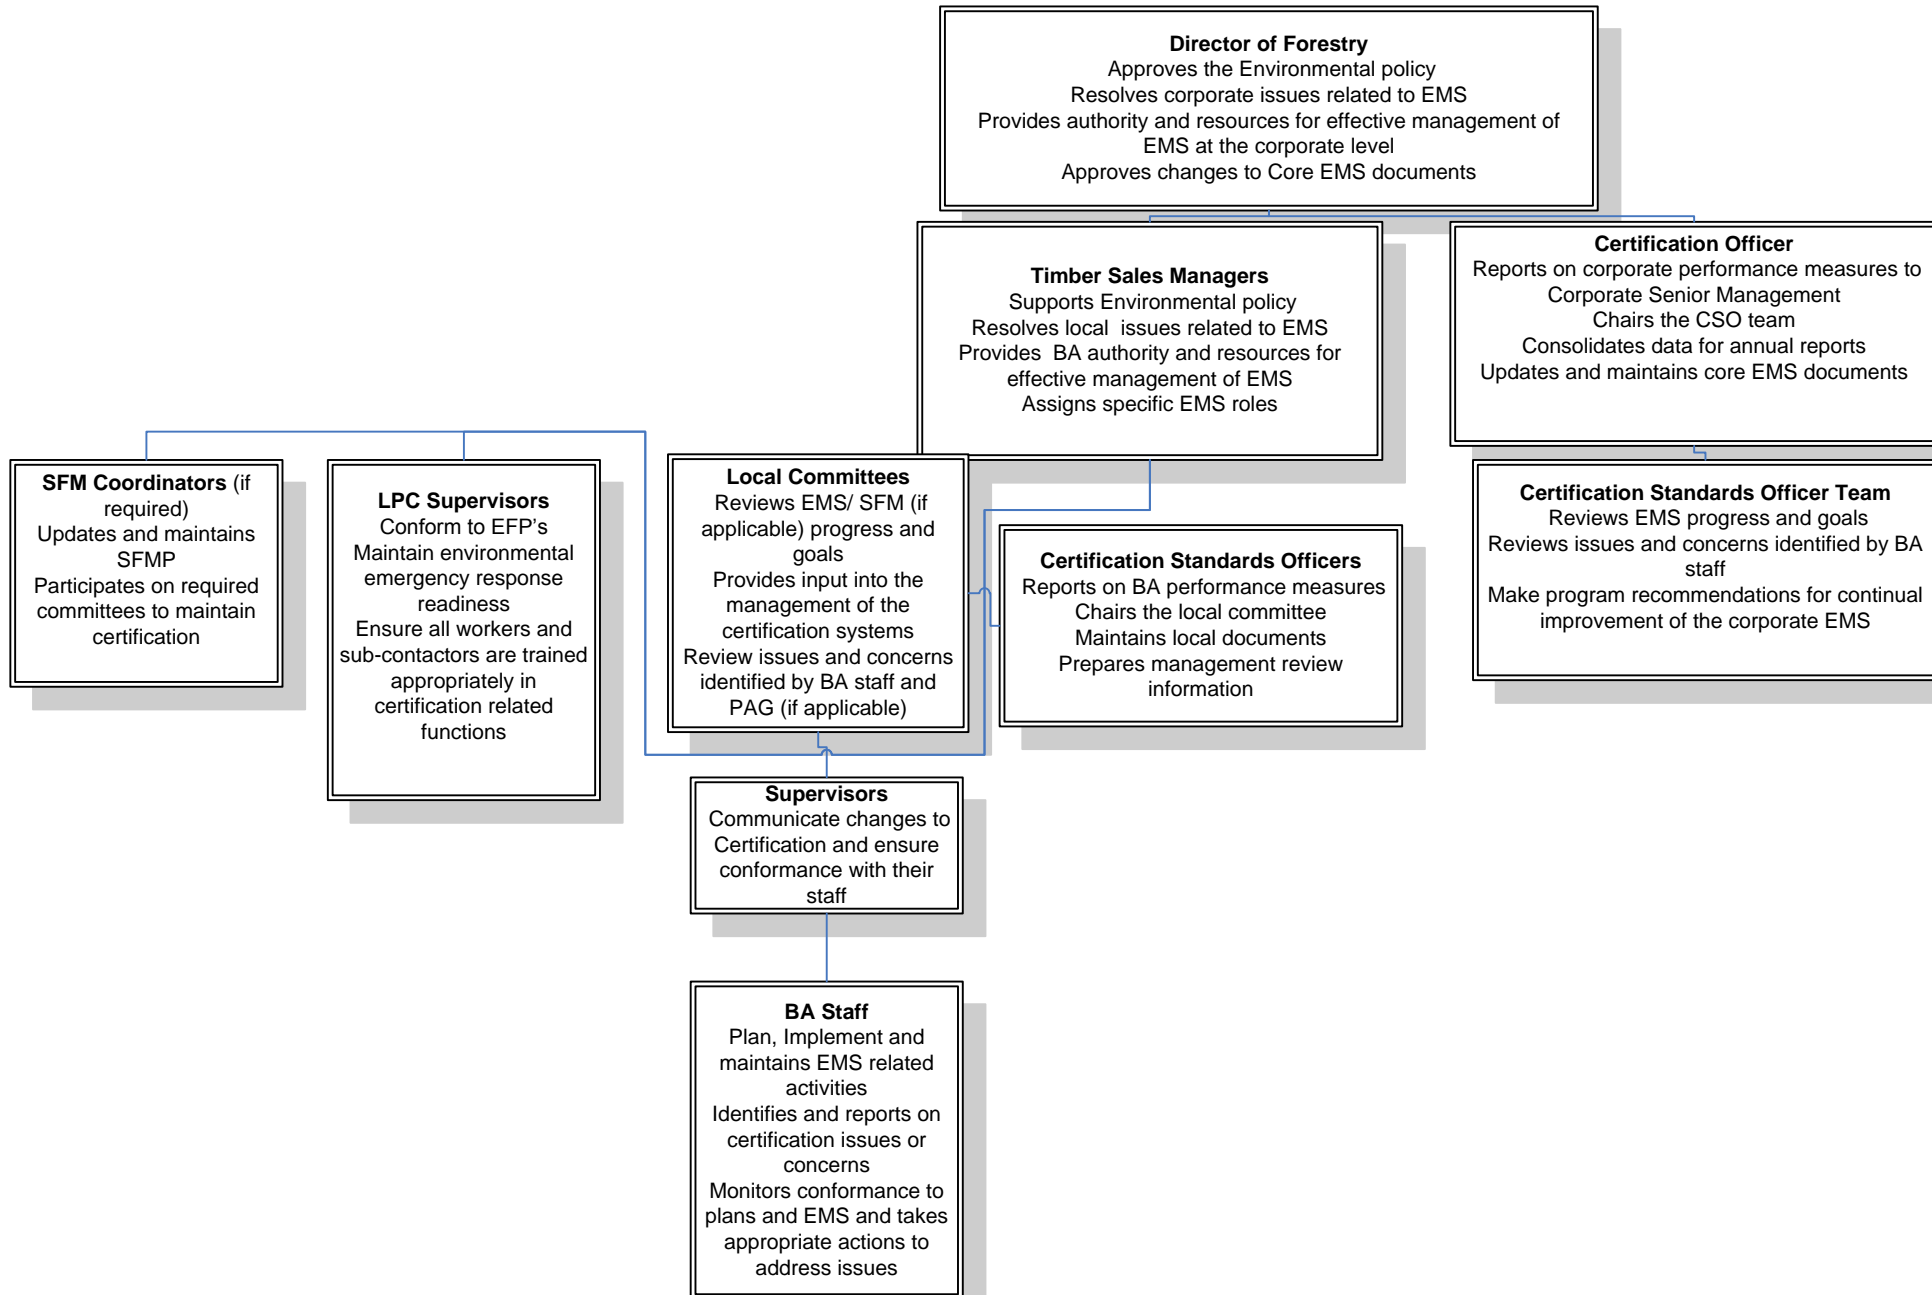 Director of Forestry
Approves the Environmental policy
Resolves corporate issues related to EMS
Provides authority and resources for effective management of
EMS at the corporate level
Approves changes to Core EMS documents
Timber Sales Managers
Supports Environmental policy
Resolves local  issues related to EMS
Provides  BA authority and resources for
effective management of EMS
Assigns specific EMS roles
Certification Officer
Reports on corporate performance measures to
Corporate Senior Management
Chairs the CSO team
Consolidates data for annual reports
Updates and maintains core EMS documents
SFM Coordinators (if
required)
Updates and maintains
SFMP
Participates on required
committees to maintain
certification
LPC Supervisors
Conform to EFP’s
Maintain environmental
emergency response
readiness
Ensure all workers and
sub-contactors are trained
appropriately in
certification related
functions
Local Committees
Reviews EMS/ SFM (if
applicable) progress and
goals
Provides input into the
management of the
certification systems
Review issues and concerns
identified by BA staff and
PAG (if applicable)
Certification Standards Officers
Reports on BA performance measures
Chairs the local committee
Maintains local documents
Prepares management review
information
Certification Standards Officer Team
Reviews EMS progress and goals
Reviews issues and concerns identified by BA
staff
Make program recommendations for continual
improvement of the corporate EMS
Supervisors
Communicate changes to
Certification and ensure
conformance with their
staff
BA Staff
Plan, Implement and
maintains EMS related
activities
Identifies and reports on
certification issues or
concerns
Monitors conformance to
plans and EMS and takes
appropriate actions to
address issues